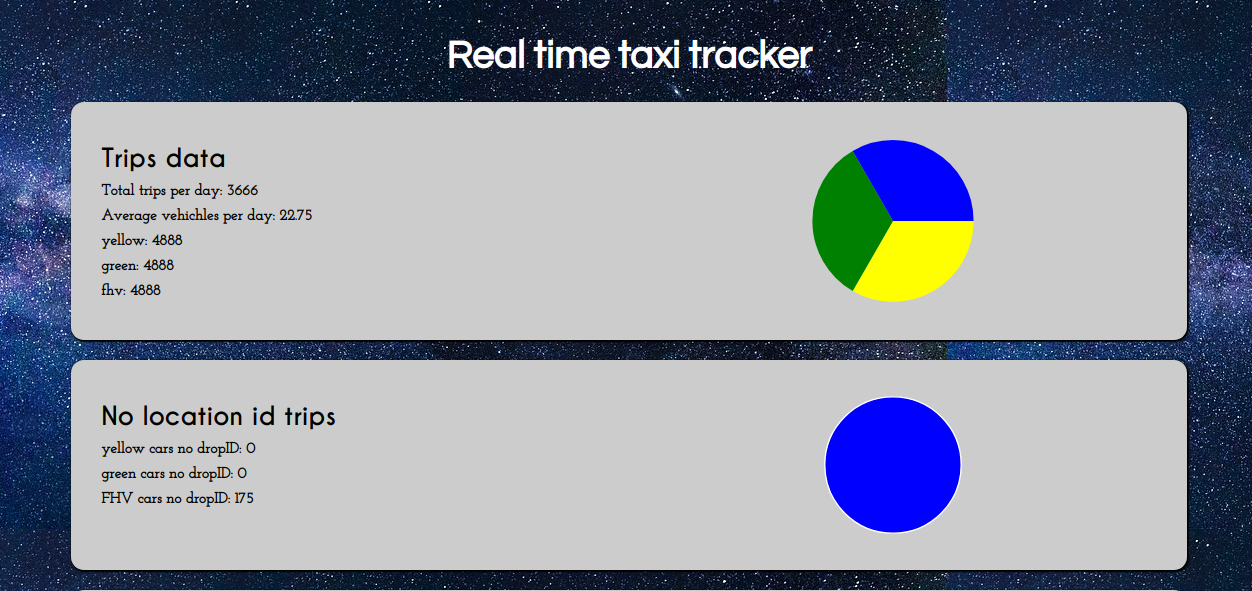 Real time taxi tracker
Trips data
Total trips per day: 3666
Average vehichles per day: 22.75
yellow: 4888
green: 4888
fhv: 4888
No location id trips
yellow cars no dropID: 0
green cars no dropID: 0
FHV cars no dropID: 175